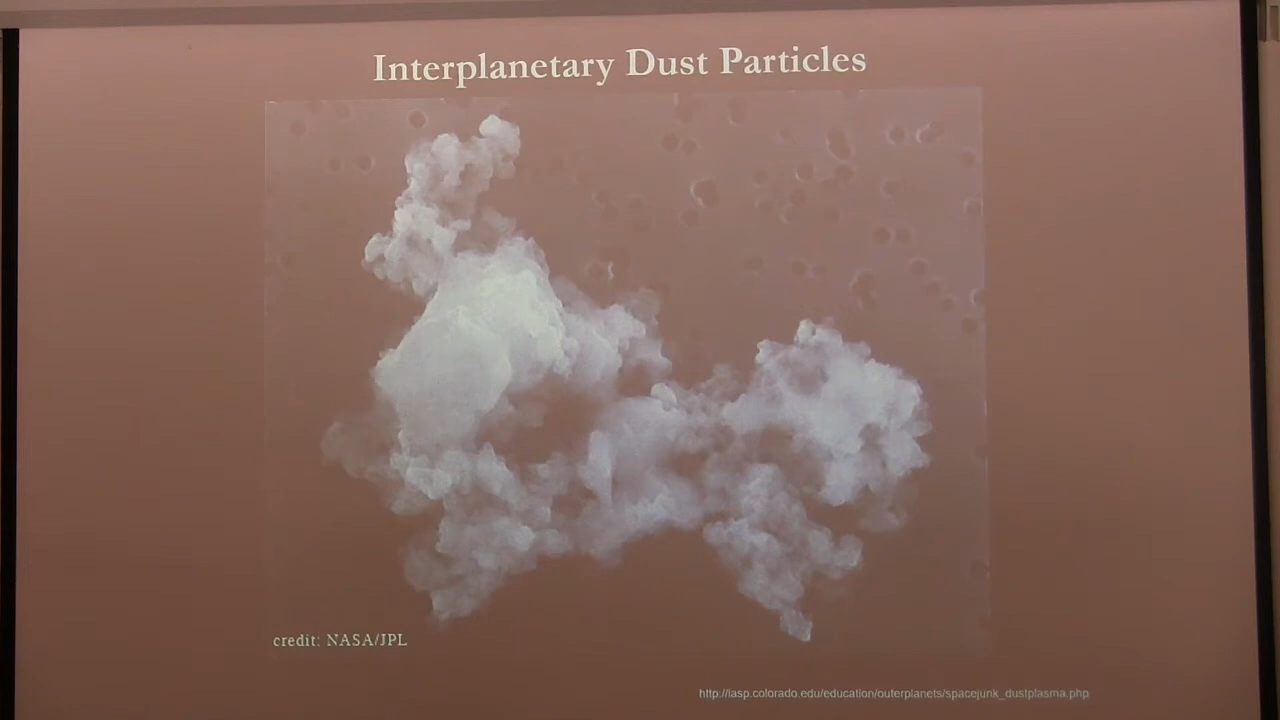 Interplanetary Dust Particles
credit: NASA/JPL
http://lasp.colorado.edu/education/outerplanets/spacejunk_dustplasma.php